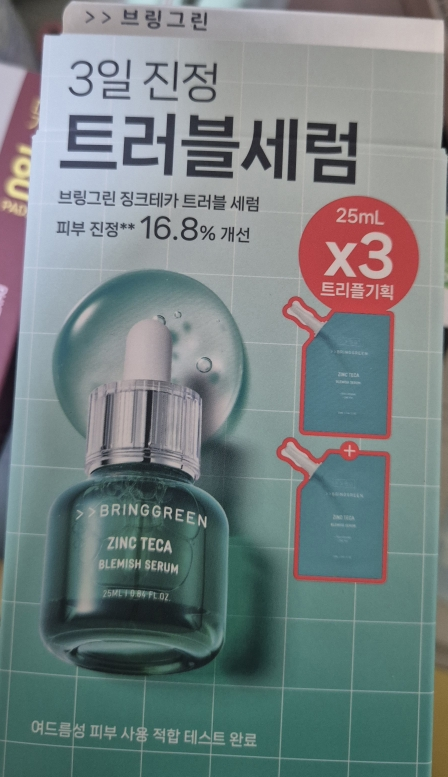 >> 브링그린
3일 진정
트러블세럼
브링그린 징크테카 트러블 세럼
피부 진정** 16.8% 개선
25mL
x3
트리플기획
>>BRINGGREEN
ZINC TECA
BLEMISH SERUM
25ML | 0.84 FL.OZ.
ZINC TECA
BLEMISH SERUM
+
ZINC TECA
BLEMISH SERUM
여드름성 피부 사용 적합 테스트 완료